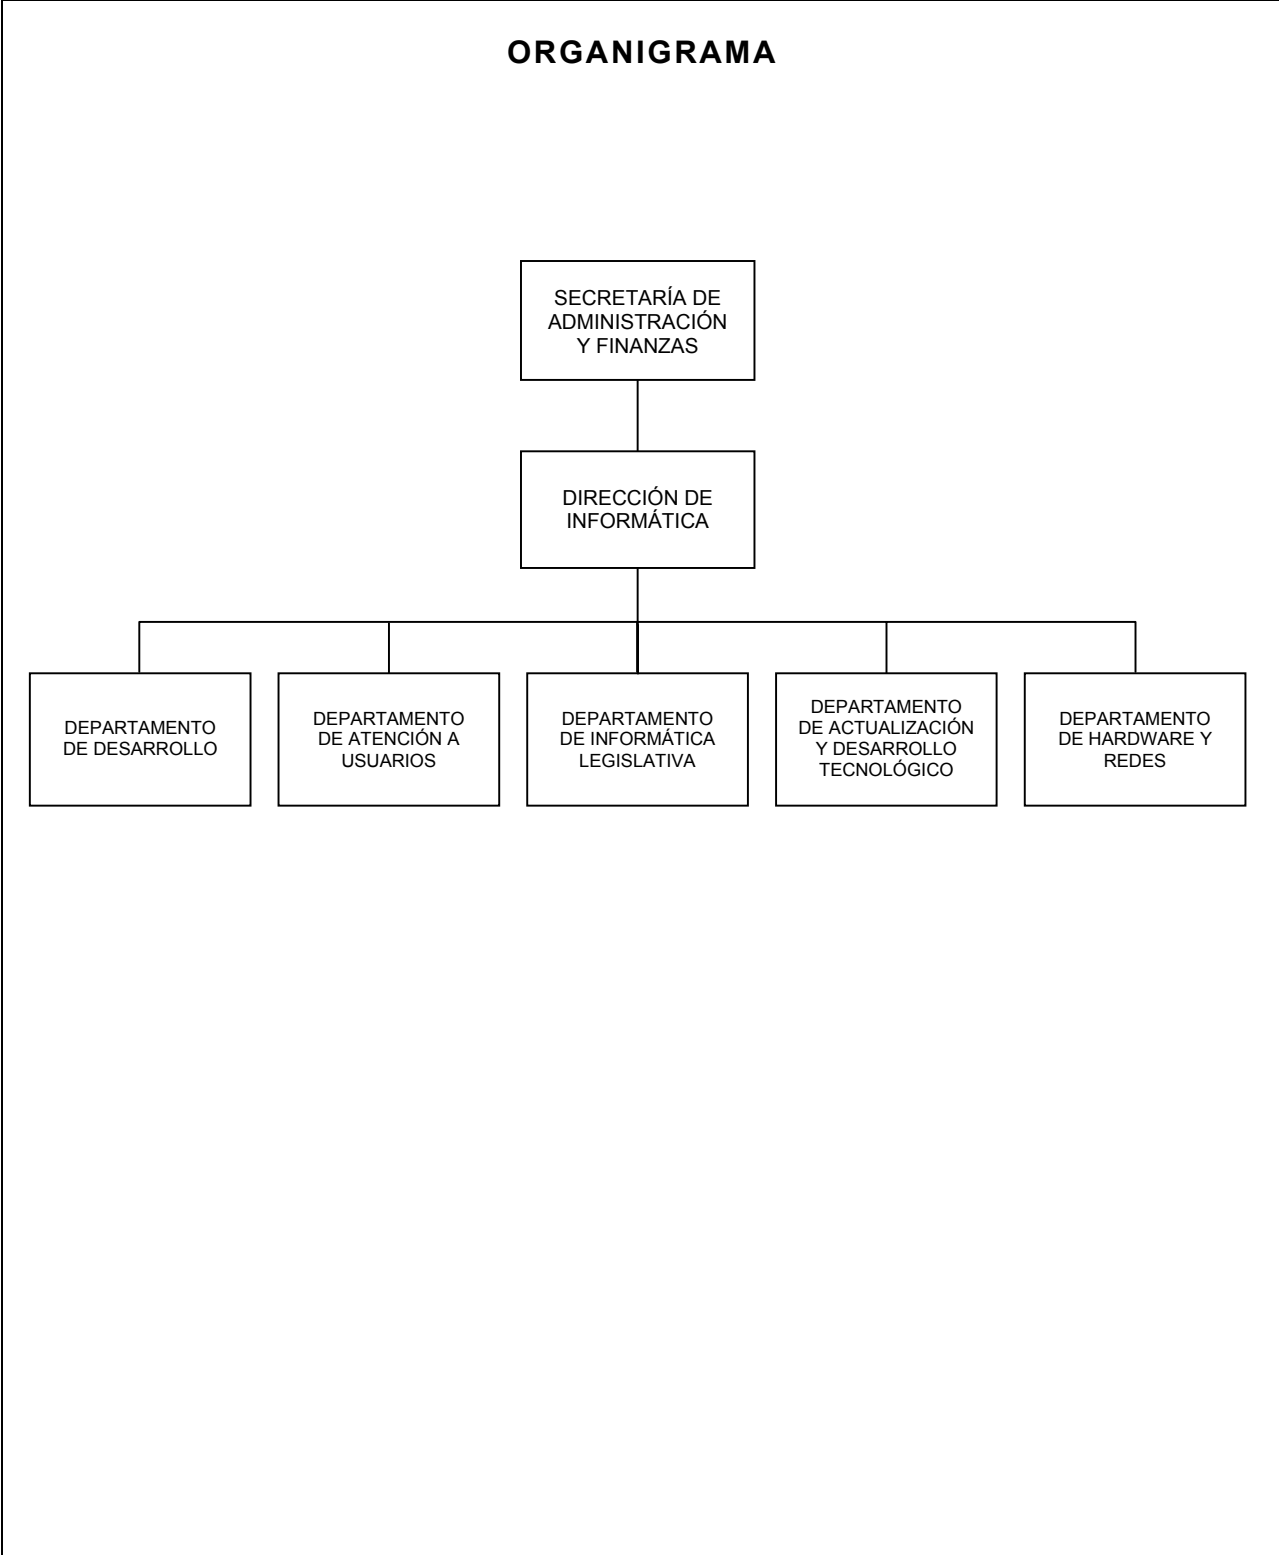 ORGANIGRAMA
SECRETARÍA DE
ADMINISTRACIÓN
Y FINANZAS
DIRECCIÓN DE
INFORMÁTICA
DEPARTAMENTO
DE DESARROLLO
DEPARTAMENTO
DE ATENCIÓN A
USUARIOS
DEPARTAMENTO
DE INFORMÁTICA
LEGISLATIVA
DEPARTAMENTO
DE ACTUALIZACIÓN
Y DESARROLLO
TECNOLÓGICO
DEPARTAMENTO
DE HARDWARE Y
REDES